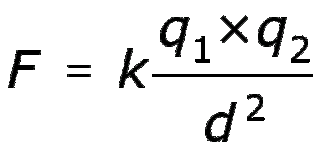 F = k q₁×q₂ / d²